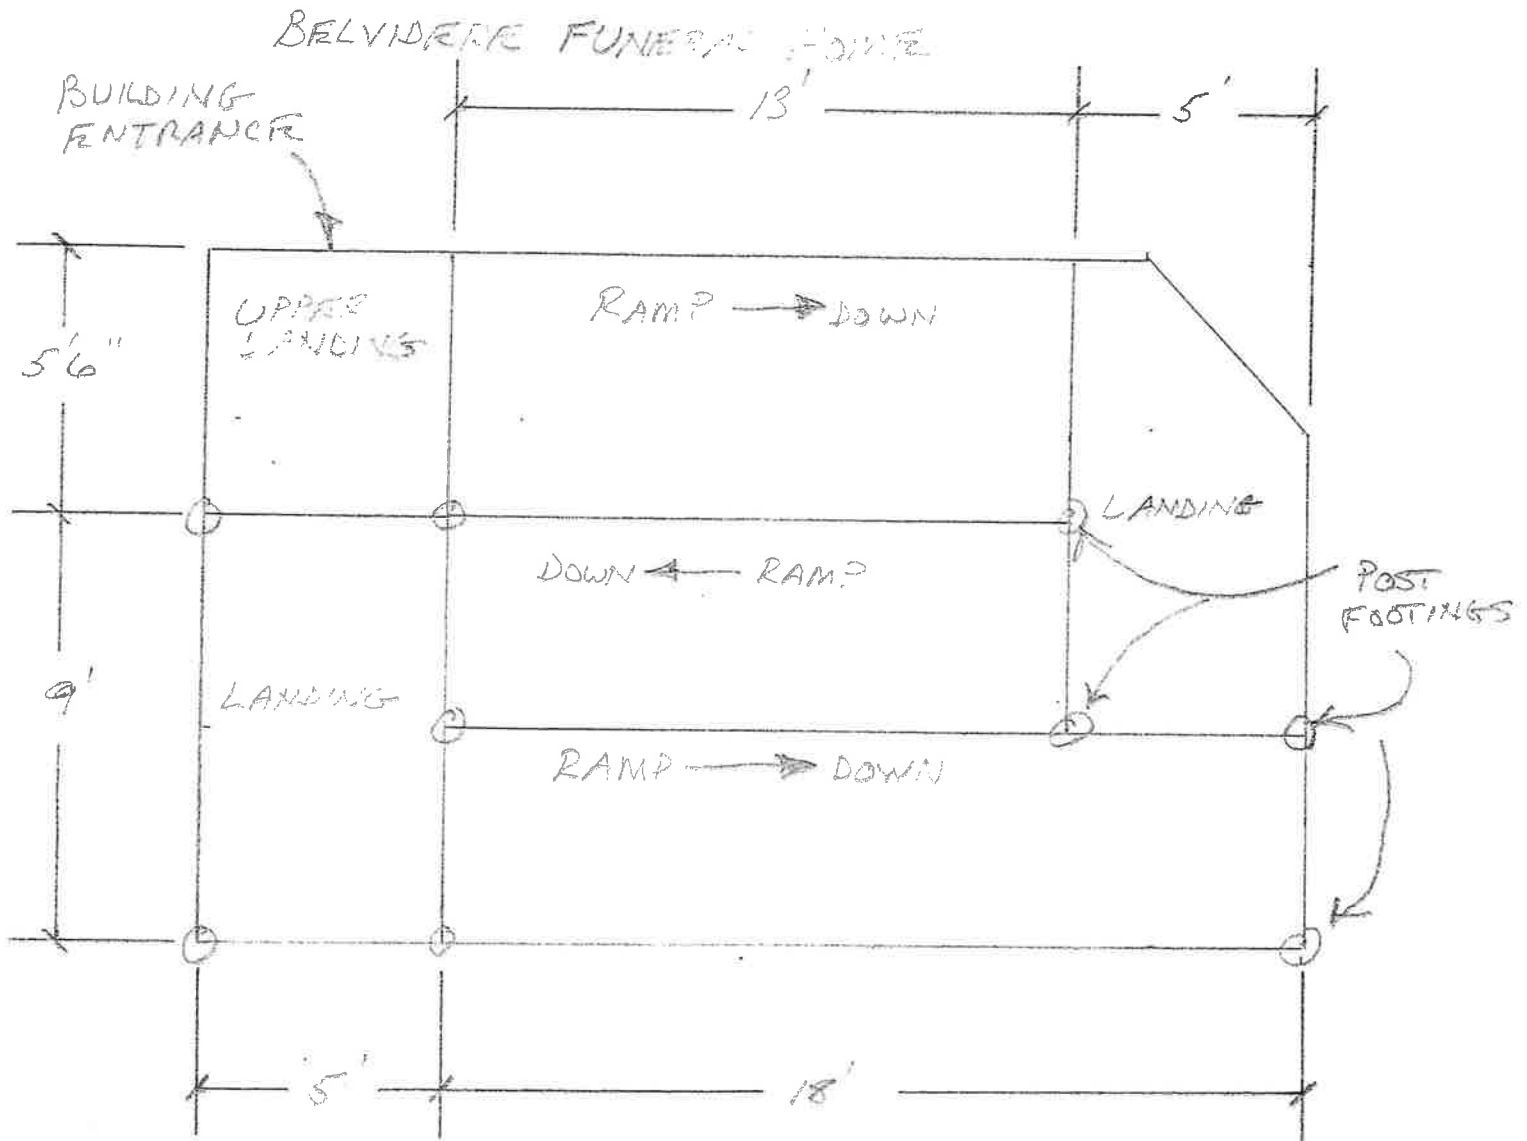 BELVIDERE FUNERAL HOME
BUILDING
ENTRANCE
13'
5'
UPPER
LANDING
RAMP
DOWN
5'6"
LANDING
DOWN
RAMP
POST
FOOTINGS
9'
LANDING
RAMP
DOWN
5'
18'